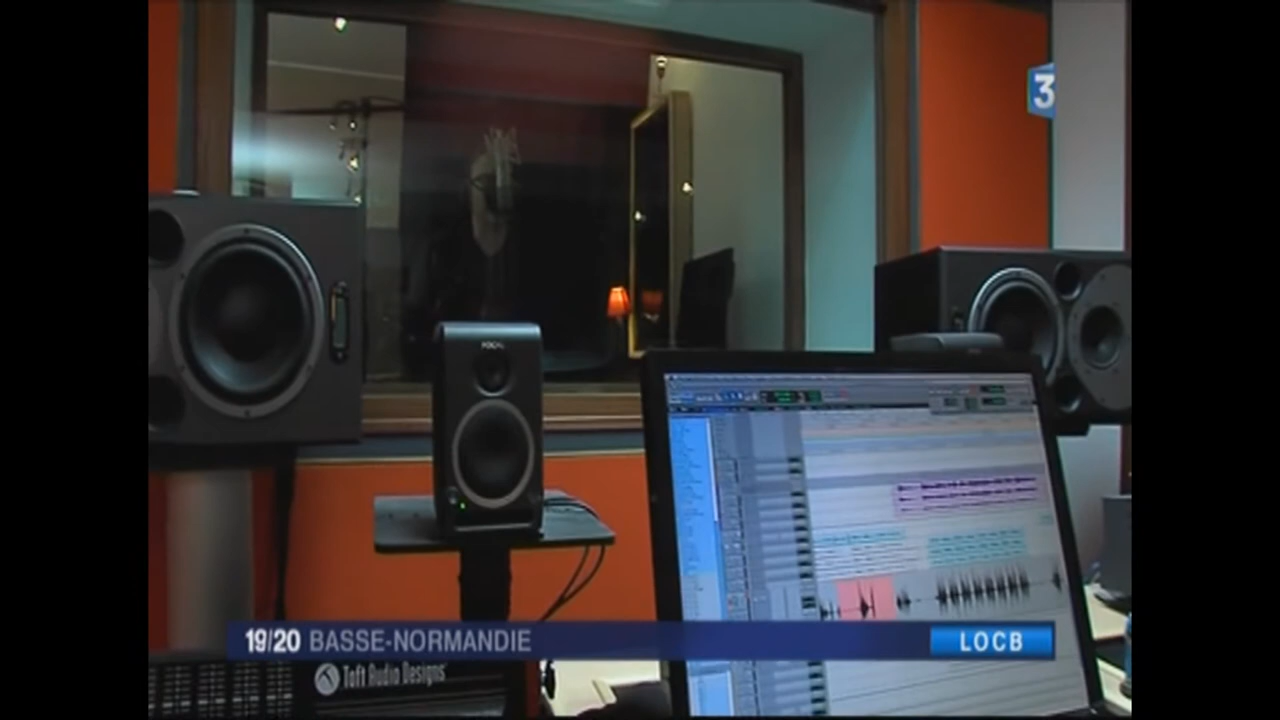 3
FOCAL
19/20 BASSE-NORMANDIE
LOCB
Toft Audio Designs